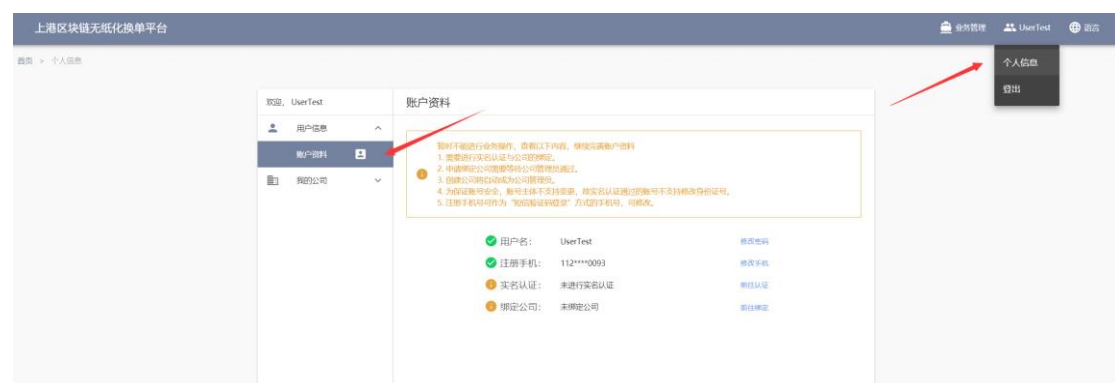 上港区块链无纸化换单平台
业务管理
UserTest
语言
首页 > 个人信息
个人信息
登出
欢迎, UserTest
用户信息
账户资料
我的公司
账户资料
暂时不能进行业务操作，查看以下内容，继续完善账户资料
1. 需要进行实名认证与公司的绑定。
2. 申请绑定公司需要等待公司管理员通过。
3. 创建公司将自动成为公司管理员。
4. 为保证账号安全，账号主体不支持变更，故实名认证通过的账号不支持修改身份证号。
5. 注册手机号可作为“短信验证码登录”方式的手机号，可修改。
用户名: UserTest 修改密码
注册手机: 112****0093 修改手机
实名认证: 未进行实名认证 前往认证
绑定公司: 未绑定公司 前往绑定